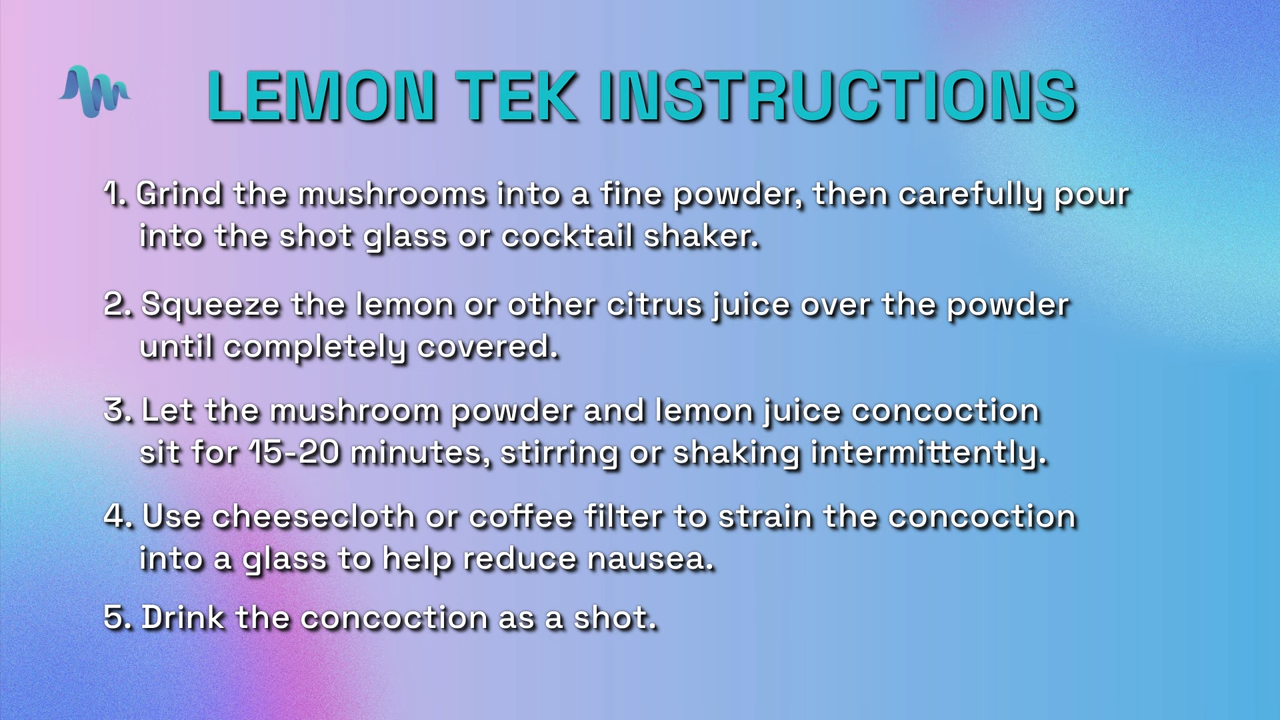 LEMON TEK INSTRUCTIONS
1. Grind the mushrooms into a fine powder, then carefully pour
into the shot glass or cocktail shaker.
2. Squeeze the lemon or other citrus juice over the powder
until completely covered.
3. Let the mushroom powder and lemon juice concoction
sit for 15-20 minutes, stirring or shaking intermittently.
4. Use cheesecloth or coffee filter to strain the concoction
into a glass to help reduce nausea.
5. Drink the concoction as a shot.